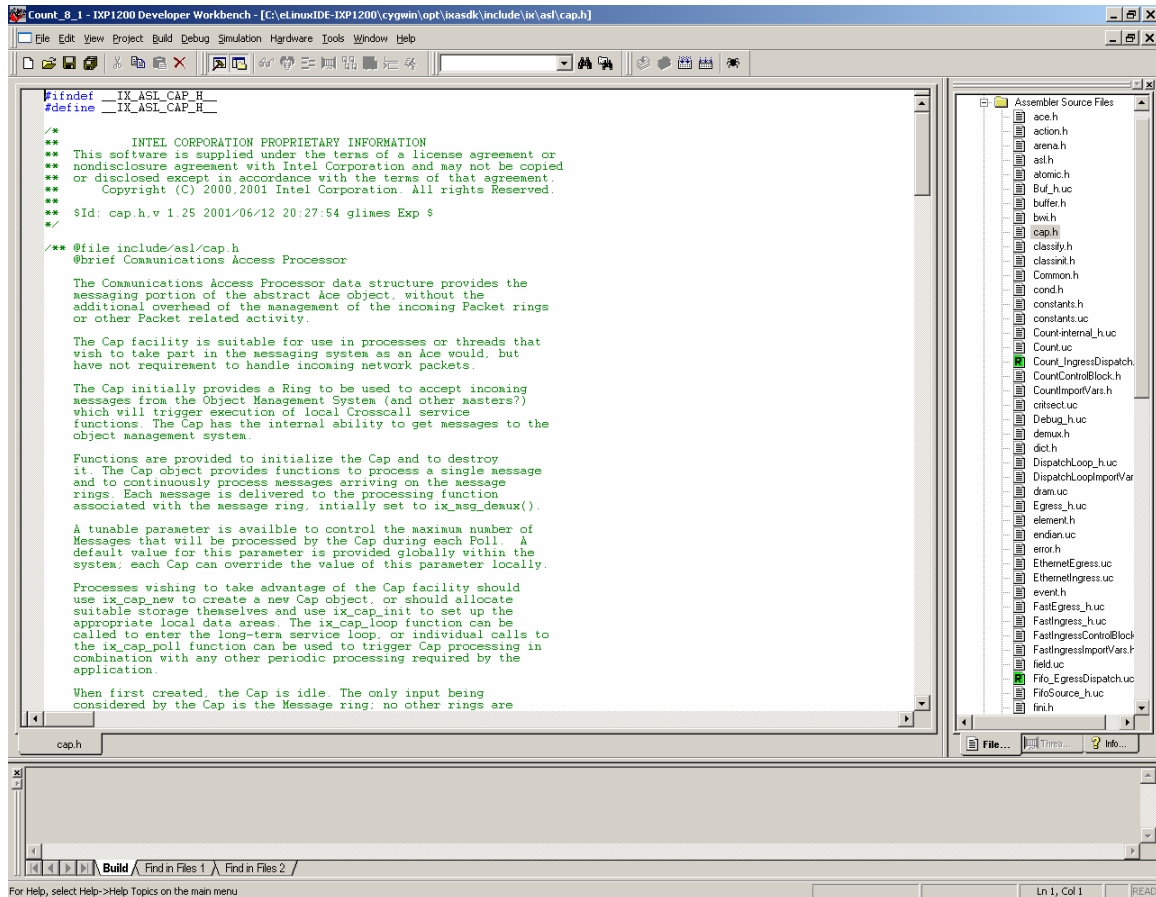 Count_8_1 - IXP1200 Developer Workbench - [C:\eLinuxIDE-IXP1200\cygwin\opt\ixasdk\include\ix\asl\cap.h]
File Edit View Project Build Debug Simulation Hardware Tools Window Help
#ifndef __IX_ASL_CAP_H__
#define __IX_ASL_CAP_H__
/*
** INTEL CORPORATION PROPRIETARY INFORMATION
** This software is supplied under the terms of a license agreement or
** nondisclosure agreement with Intel Corporation and may not be copied
** or disclosed except in accordance with the terms of that agreement.
** Copyright (C) 2000,2001 Intel Corporation. All rights Reserved.
**
** $Id: cap.h,v 1.25 2001/06/12 20:27:54 glimes Exp $
*/
/** @file include/asl/cap.h
@brief Communications Access Processor
The Communications Access Processor data structure provides the
messaging portion of the abstract Ace object, without the
additional overhead of the management of the incoming Packet rings
or other Packet related activity.
The Cap facility is suitable for use in processes or threads that
wish to take part in the messaging system as an Ace would, but
have not requirement to handle incoming network packets.
The Cap initially provides a Ring to be used to accept incoming
messages from the Object Management System (and other masters?)
which will trigger execution of local Crosscall service
functions. The Cap has the internal ability to get messages to the
object management system.
Functions are provided to initialize the Cap and to destroy
it. The Cap object provides functions to process a single message
and to continuously process messages arriving on the message
rings. Each message is delivered to the processing function
associated with the message ring, intially set to ix_msg_demux().
A tunable parameter is availble to control the maximum number of
Messages that will be processed by the Cap during each Poll. A
default value for this parameter is provided globally within the
system; each Cap can override the value of this parameter locally.
Processes wishing to take advantage of the Cap facility should
use ix_cap_new to create a new Cap object, or should allocate
suitable storage themselves and use ix_cap_init to set up the
appropriate local data areas. The ix_cap_loop function can be
called to enter the long-term service loop, or individual calls to
the ix_cap_poll function can be used to trigger Cap processing in
combination with any other periodic processing required by the
application.
When first created, the Cap is idle. The only input being
considered by the Cap is the Message ring; no other rings are
cap.h
Assembler Source Files
ace.h
action.h
arena.h
asl.h
atomic.h
Buf_h.uc
buffer.h
bwi.h
cap.h
classify.h
classinit.h
Common.h
cond.h
constants.h
constants.uc
Count-internal_h.uc
Count.uc
R Count_IngressDispatch.
CountControlBlock.h
CountImportVars.h
critsect.uc
Debug_h.uc
demux.h
dict.h
DispatchLoop_h.uc
DispatchLoopImportVar
dram.uc
Egress_h.uc
element.h
endian.uc
error.h
EthernetEgress.uc
EthernetIngress.uc
event.h
FastEgress_h.uc
FastIngress_h.uc
FastIngressControlBlock
FastIngressImportVars.h
field.uc
R Fifo_EgressDispatch.uc
FifoSource_h.uc
fini.h
File... Threa... Info...
Build Find in Files 1 Find in Files 2
For Help, select Help->Help Topics on the main menu
Ln 1, Col 1 READ